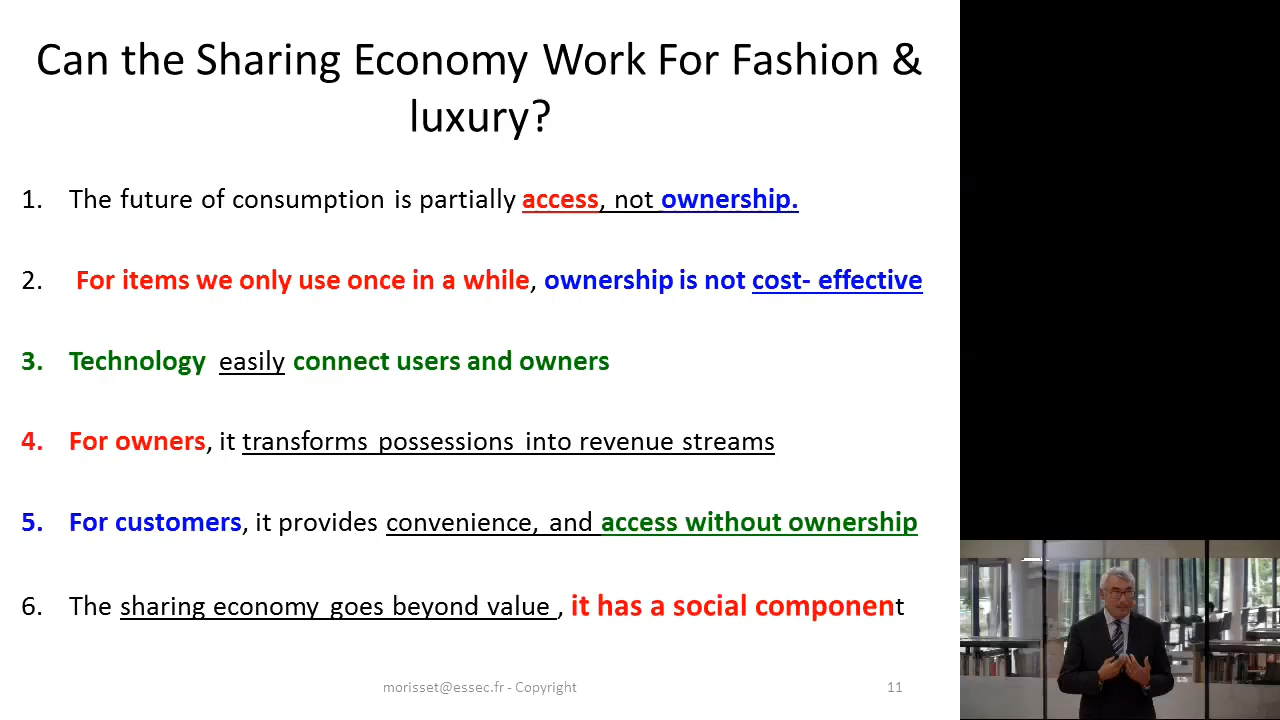 Can the Sharing Economy Work For Fashion &
luxury?
1. The future of consumption is partially access, not ownership.
2. For items we only use once in a while, ownership is not cost- effective
3. Technology easily connect users and owners
4. For owners, it transforms possessions into revenue streams
5. For customers, it provides convenience, and access without ownership
6. The sharing economy goes beyond value , it has a social component
morisset@essec.fr - Copyright 11